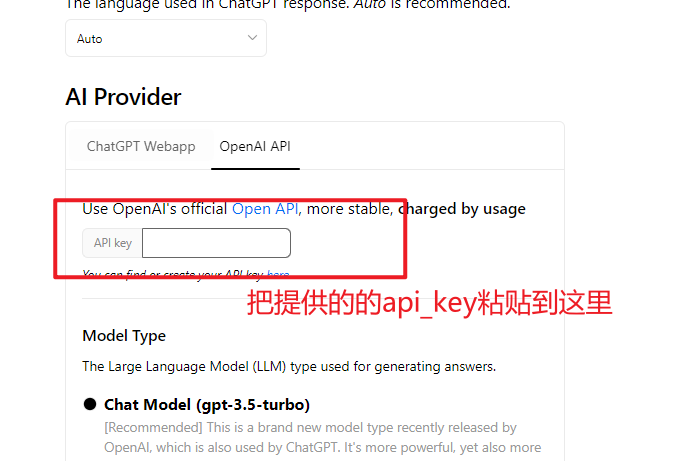 The language used in ChatGPT response. Auto is recommended.
Auto
AI Provider
ChatGPT Webapp OpenAI API
Use OpenAI's official Open API, more stable, charged by usage
API key
You can find or create your API key here
把提供的的api_key粘贴到这里
Model Type
The Large Language Model (LLM) type used for generating answers.
Chat Model (gpt-3.5-turbo)
[Recommended] This is a brand new model type recently released by
OpenAI, which is also used by ChatGPT. It's more powerful, yet also more